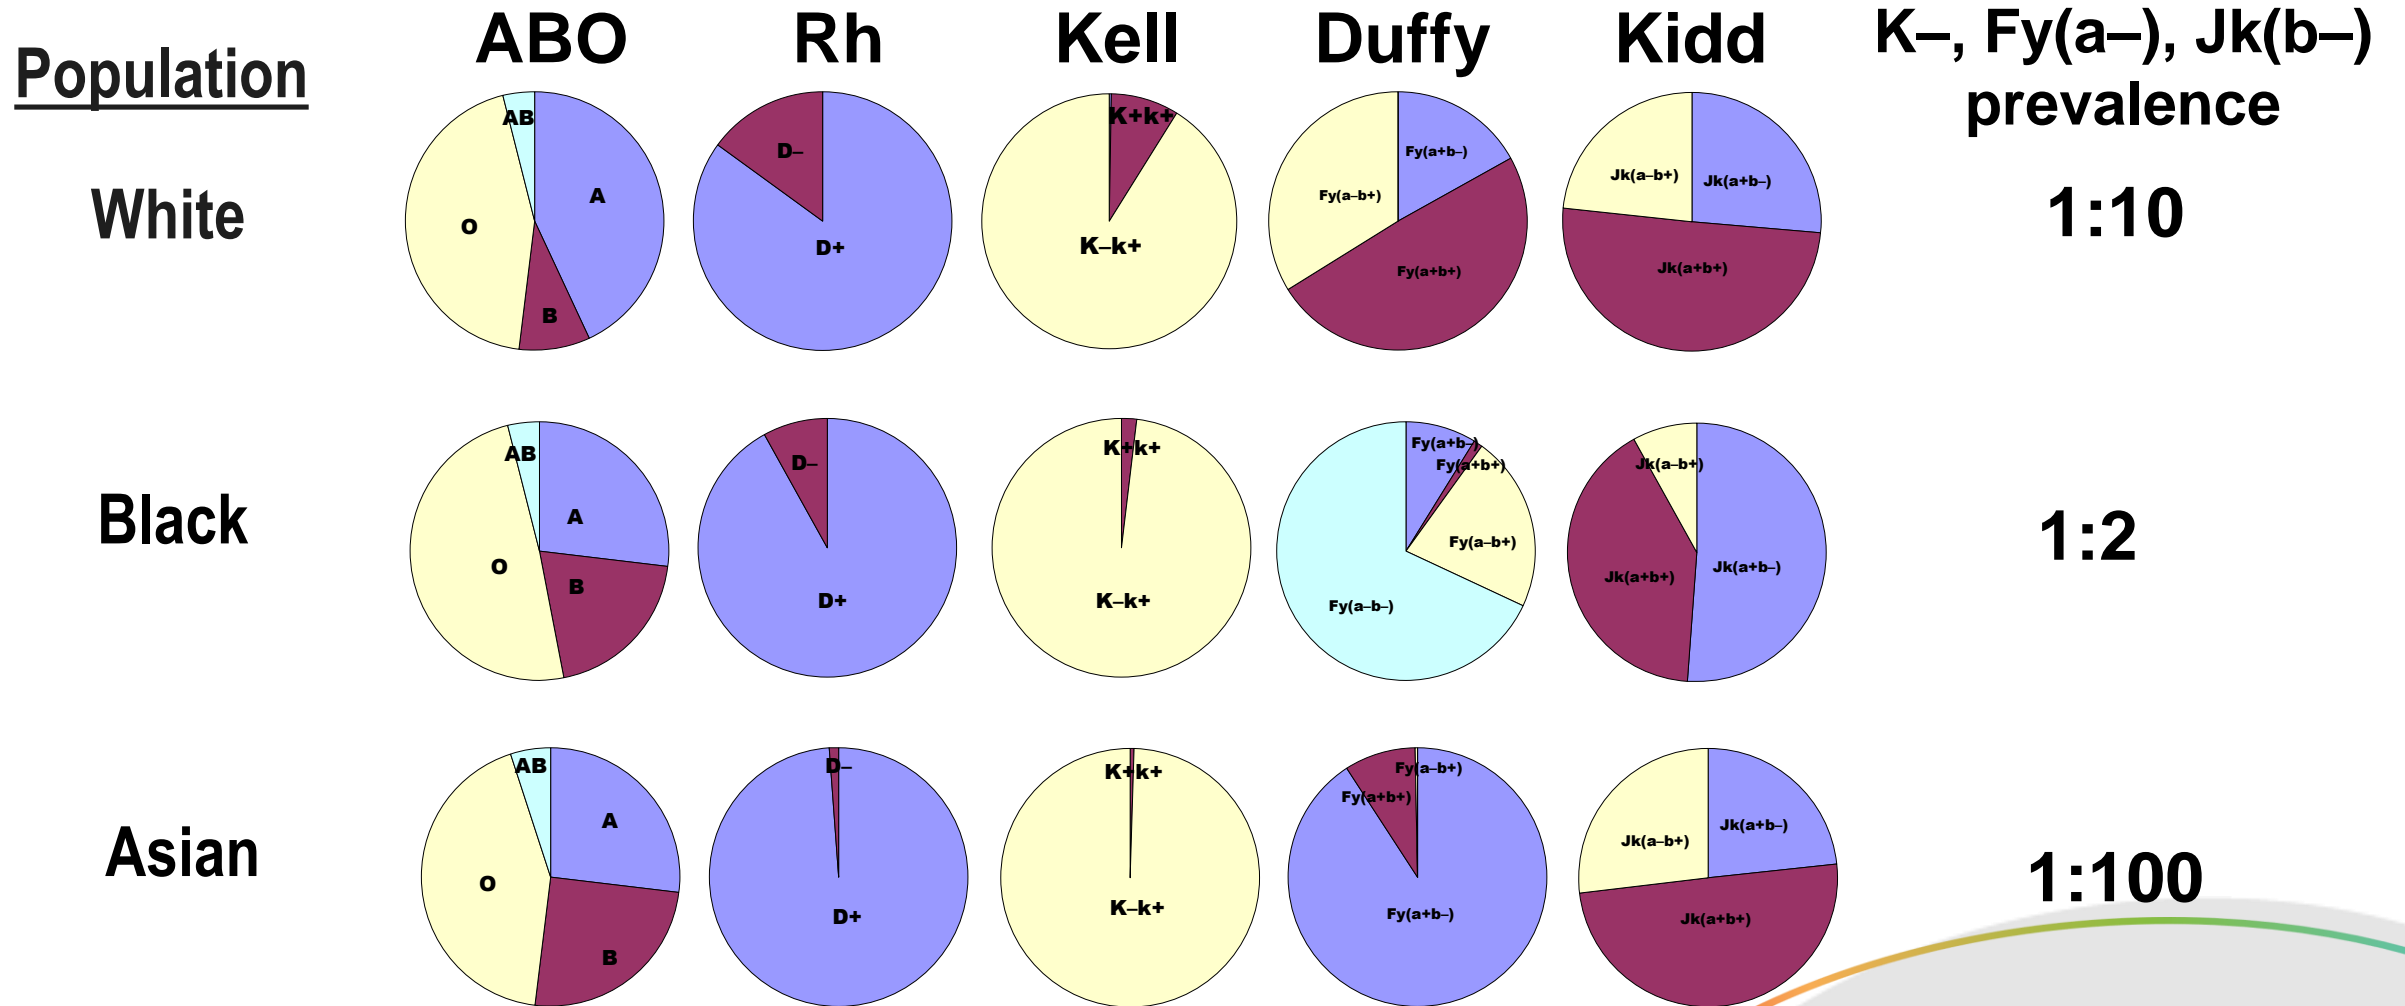 Population
ABO
Rh
Kell
Duffy
Kidd
K–, Fy(a–), Jk(b–)
prevalence
White
AB
A
O
B
D–
D+
K+k+
K–k+
Fy(a+b–)
Fy(a–b+)
Fy(a+b+)
Jk(a–b+)
Jk(a+b–)
Jk(a+b+)
1:10
Black
AB
A
O
B
D–
D+
K+k+
K–k+
Fy(a+b–)
Fy(a+b+)
Fy(a–b+)
Fy(a–b–)
Jk(a–b+)
Jk(a+b+)
Jk(a+b–)
1:2
Asian
AB
A
O
B
D–
D+
K+k+
K–k+
Fy(a–b+)
Fy(a+b+)
Fy(a+b–)
Jk(a–b+)
Jk(a+b–)
Jk(a+b+)
1:100